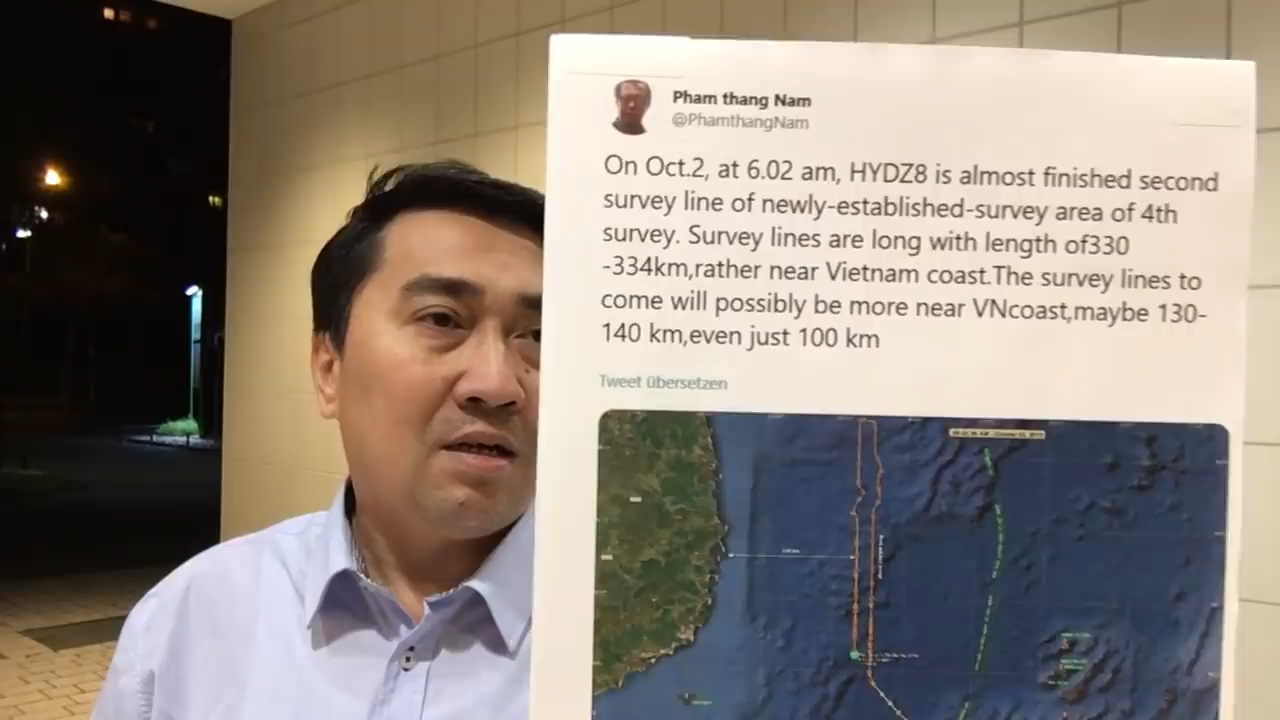 Pham thang Nam
@PhamthangNam
On Oct.2, at 6.02 am, HYDZ8 is almost finished second
survey line of newly-established-survey area of 4th
survey. Survey lines are long with length of330
-334km,rather near Vietnam coast.The survey lines to
come will possibly be more near VNcoast,maybe 130-
140 km,even just 100 km
Tweet übersetzen